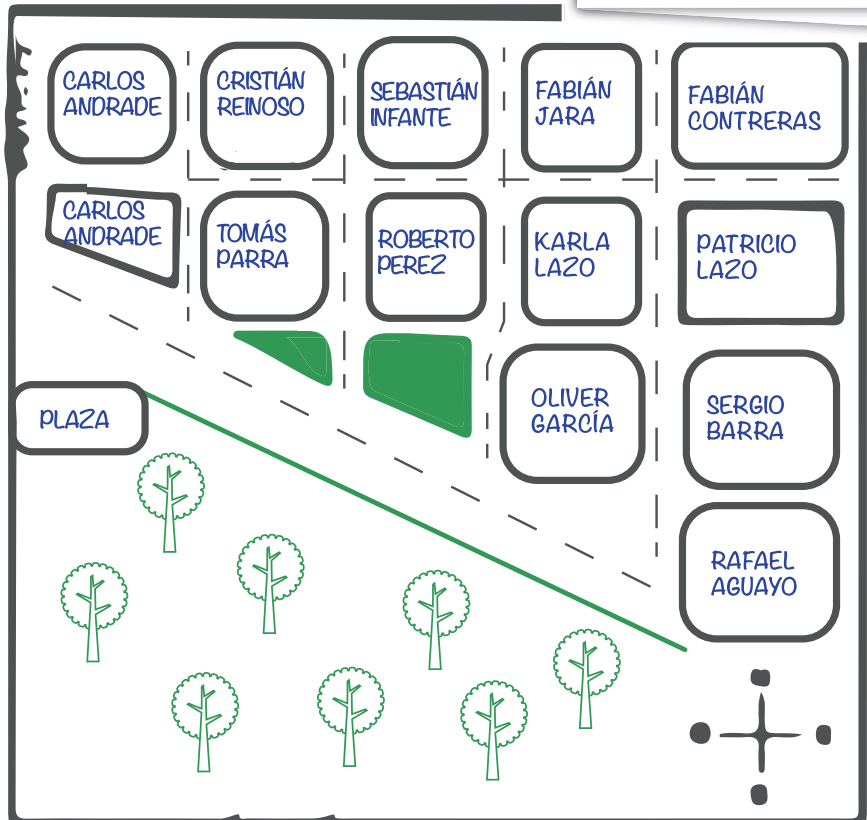 CARLOS
ANDRADE
CRISTIÁN
REINOSO
SEBASTIÁN
INFANTE
FABIÁN
JARA
FABIÁN
CONTRERAS
CARLOS
ANDRADE
TOMÁS
PARRA
ROBERTO
PEREZ
KARLA
LAZO
PATRICIO
LAZO
PLAZA
OLIVER
GARCÍA
SERGIO
BARRA
RAFAEL
AGUAYO